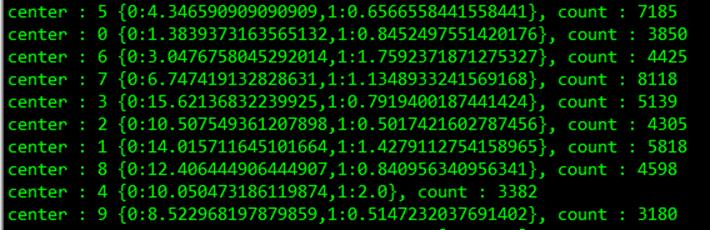 center : 5 {0:4.346590909090909,1:0.6566558441558441}, count : 7185
center : 0 {0:1.3839373163565132,1:0.8452497551420176}, count : 3850
center : 6 {0:3.0476758045292014,1:1.7592371871275327}, count : 4425
center : 7 {0:6.747419132828631,1:1.1348933241569168}, count : 8118
center : 3 {0:15.62136832239925,1:0.7919400187441424}, count : 5139
center : 2 {0:10.507549361207898,1:0.5017421602787456}, count : 4305
center : 1 {0:14.015711645101664,1:1.4279112754158965}, count : 5818
center : 8 {0:12.406444906444907,1:0.840956340956341}, count : 4598
center : 4 {0:10.050473186119874,1:2.0}, count : 3382
center : 9 {0:8.522968197879859,1:0.5147232037691402}, count : 3180